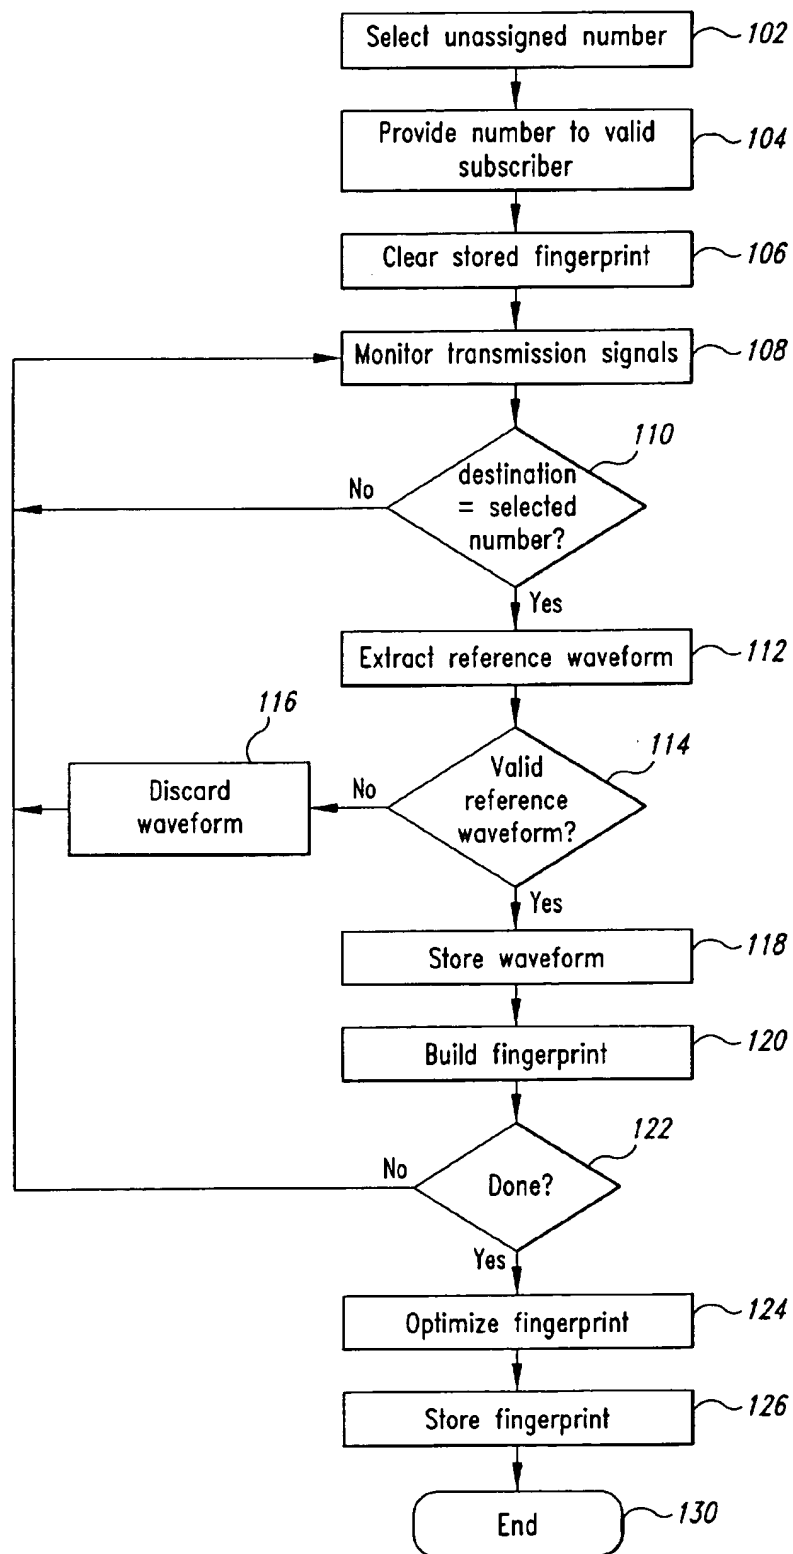 Select unassigned number
102
Provide number to valid
subscriber
104
Clear stored fingerprint
106
Monitor transmission signals
108
110
destination
= selected
number?
No
Yes
Extract reference waveform
112
114
Valid
reference
waveform?
No
116
Discard
waveform
Yes
Store waveform
118
Build fingerprint
120
122
Done?
No
Yes
Optimize fingerprint
124
Store fingerprint
126
End
130